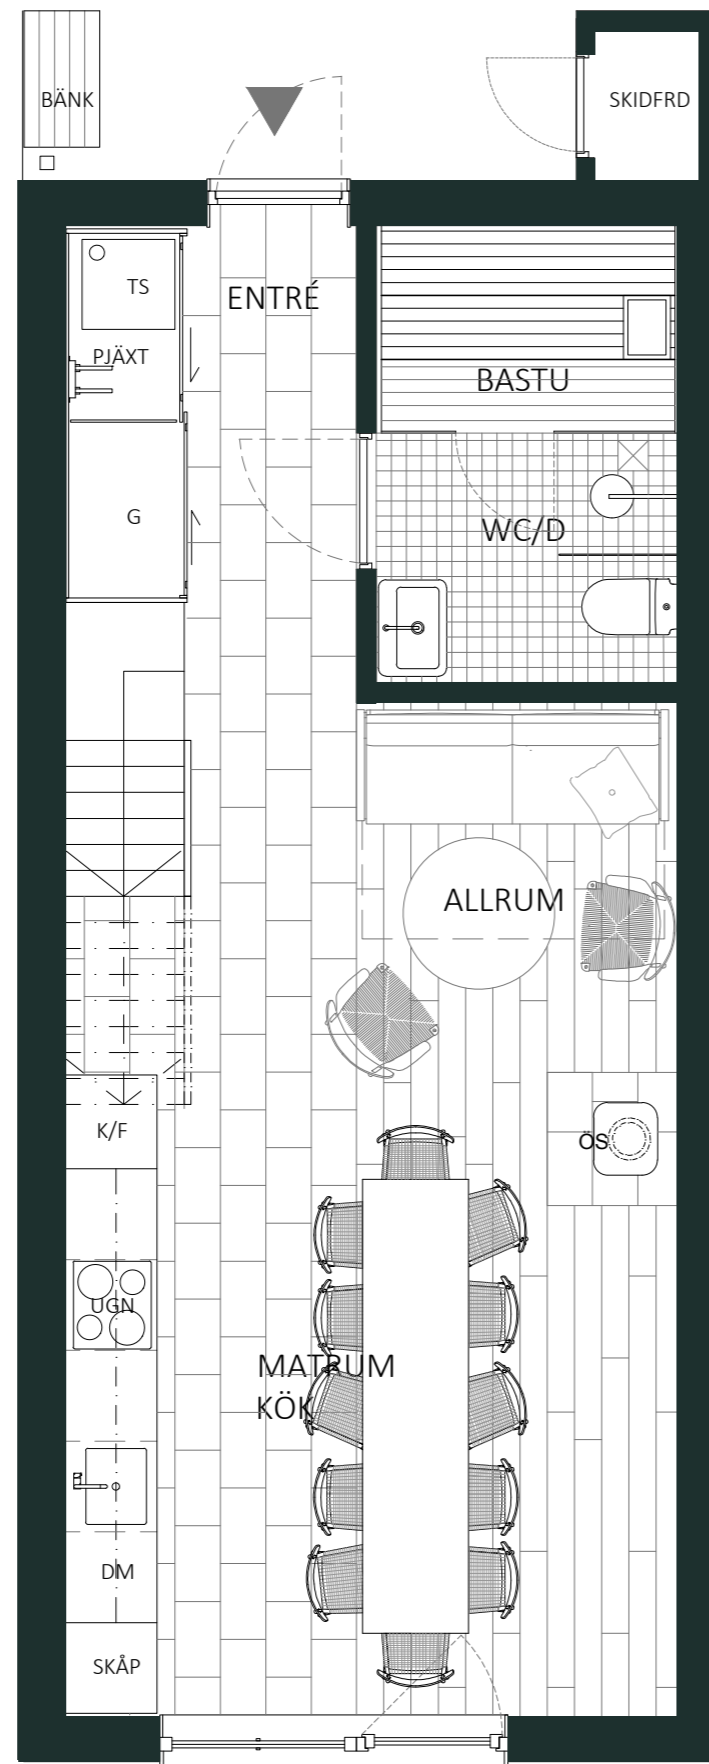 BÄNK
SKIDFRD
TS
ENTRÉ
PJÄXT
BASTU
G
WC/D
ALLRUM
K/F
ÖS
UGN
MATRUM
KÖK
DM
SKÅP